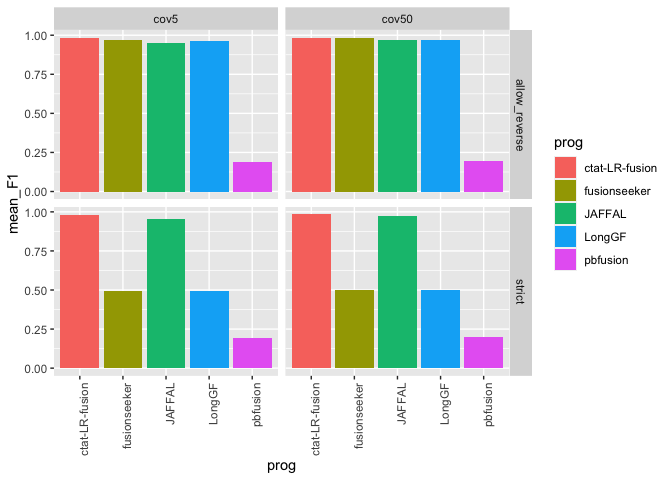 cov5
cov50
1.00
0.75
0.50
0.25
0.00
allow_reverse
1.00
0.75
0.50
0.25
0.00
strict
mean_F1
ctat-LR-fusion
fusionseeker
JAFFAL
LongGF
pbfusion
ctat-LR-fusion
fusionseeker
JAFFAL
LongGF
pbfusion
prog
prog
ctat-LR-fusion
fusionseeker
JAFFAL
LongGF
pbfusion